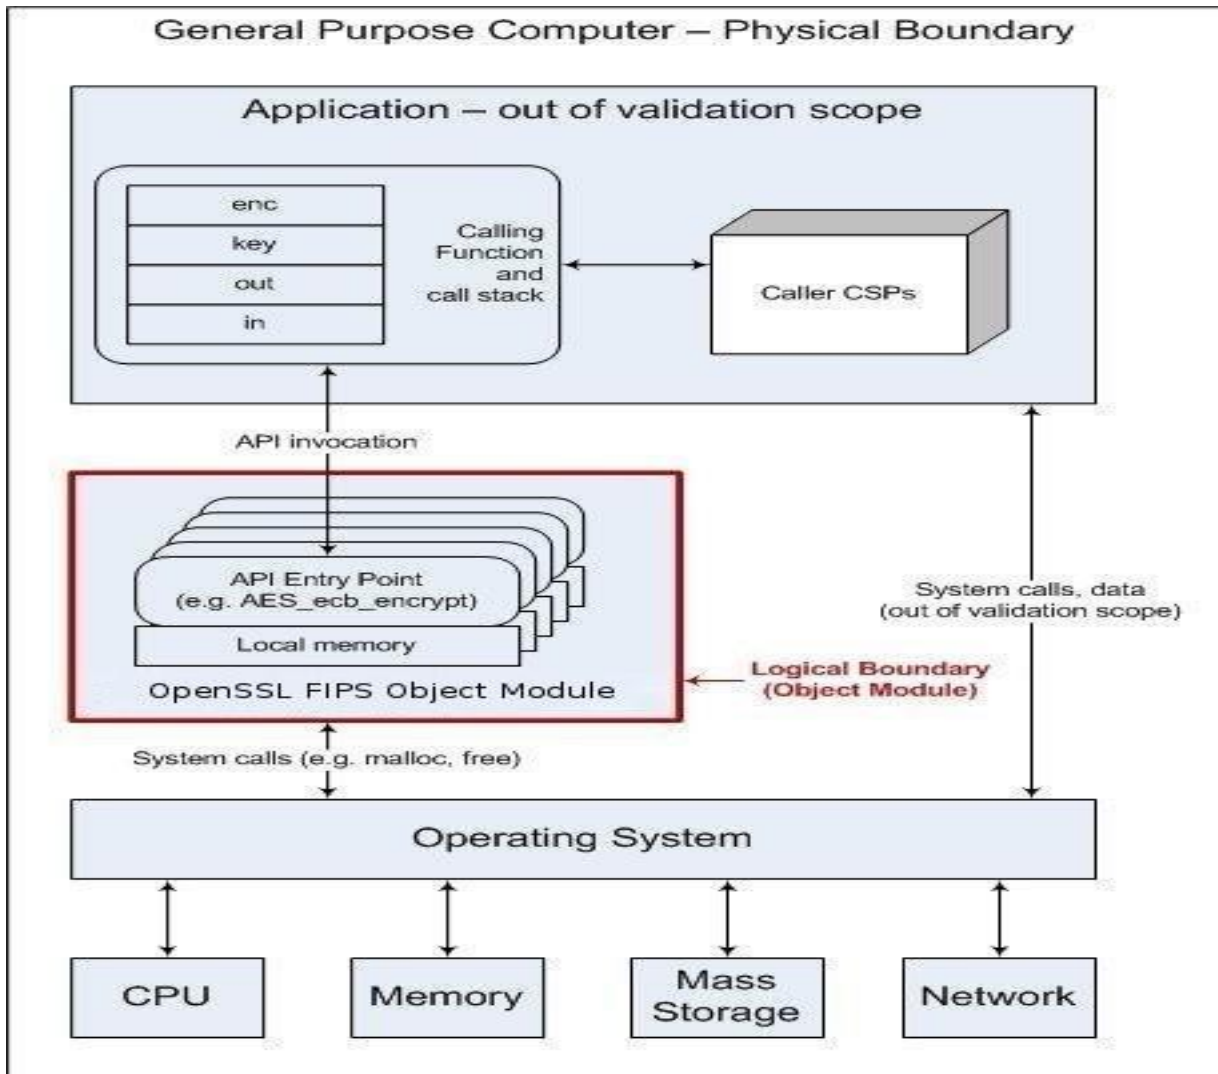 General Purpose Computer – Physical Boundary
Application – out of validation scope
enc
key
out
in
Calling
Function
and
call stack
Caller CSPs
API invocation
API Entry Point
(e.g. AES_ecb_encrypt)
Local memory
OpenSSL FIPS Object Module
System calls, data
(out of validation scope)
Logical Boundary
(Object Module)
System calls (e.g. malloc, free)
Operating System
CPU
Memory
Mass
Storage
Network